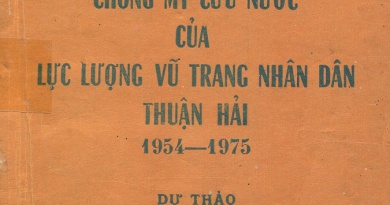 CHỐNG MỸ CỨU NƯỚC
CỦA
LỰC LƯỢNG VŨ TRANG NHÂN DÂN
THUẬN HẢI
1954—1975
DỰ THẢO